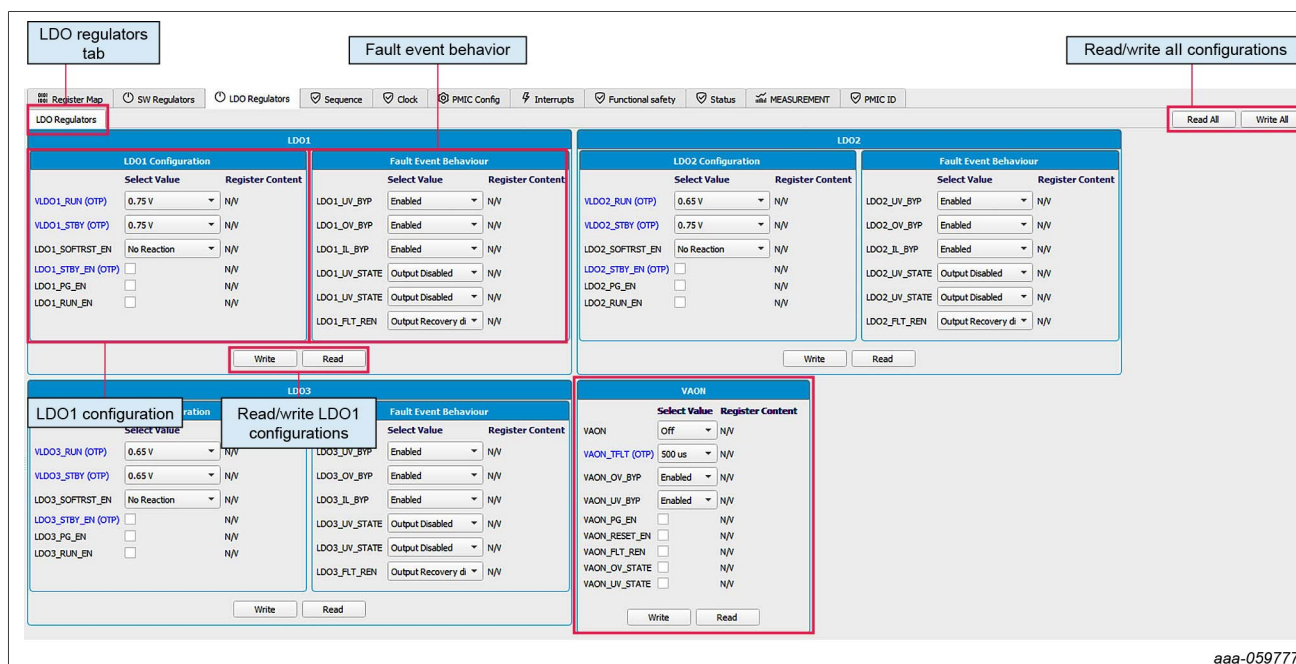 LDO regulators
tab
Fault event behavior
Read/write all configurations
Register Map SW Regulators LDO Regulators Sequence Clock PMIC Config Interrupts Functional safety Status MEASUREMENT PMIC ID
LDO Regulators
Read All Write All
LDO1
LDO1 Configuration
Select Value Register Content
VLDO1_RUN (OTP) 0.75 V N/V
VLDO1_STBY (OTP) 0.75 V N/V
LDO1_SOFTRST_EN No Reaction N/V
LDO1_STBY_EN (OTP) N/V
LDO1_PG_EN N/V
LDO1_RUN_EN N/V
Fault Event Behaviour
Select Value Register Content
LDO1_UV_BYP Enabled N/V
LDO1_OV_BYP Enabled N/V
LDO1_IL_BYP Enabled N/V
LDO1_UV_STATE Output Disabled N/V
LDO1_UV_STATE Output Disabled N/V
LDO1_FLT_REN Output Recovery di N/V
Write Read
LDO2
LDO2 Configuration
Select Value Register Content
VLDO2_RUN (OTP) 0.65 V N/V
VLDO2_STBY (OTP) 0.75 V N/V
LDO2_SOFTRST_EN No Reaction N/V
LDO2_STBY_EN (OTP) N/V
LDO2_PG_EN N/V
LDO2_RUN_EN N/V
Fault Event Behaviour
Select Value Register Content
LDO2_UV_BYP Enabled N/V
LDO2_OV_BYP Enabled N/V
LDO2_IL_BYP Enabled N/V
LDO2_UV_STATE Output Disabled N/V
LDO2_UV_STATE Output Disabled N/V
LDO2_FLT_REN Output Recovery di N/V
Write Read
LDO1 configuration
Read/write LDO1
configurations
LDO3
ration
Select Value
VLDO3_RUN (OTP) 0.65 V N/V
VLDO3_STBY (OTP) 0.65 V N/V
LDO3_SOFTRST_EN No Reaction N/V
LDO3_STBY_EN (OTP) N/V
LDO3_PG_EN N/V
LDO3_RUN_EN N/V
Fault Event Behaviour
Select Value Register Content
LDO3_UV_BYP Enabled N/V
LDO3_OV_BYP Enabled N/V
LDO3_IL_BYP Enabled N/V
LDO3_UV_STATE Output Disabled N/V
LDO3_UV_STATE Output Disabled N/V
LDO3_FLT_REN Output Recovery di N/V
Write Read
VAON
Select Value Register Content
VAON Off N/V
VAON_TFLT (OTP) 500 us N/V
VAON_OV_BYP Enabled N/V
VAON_UV_BYP Enabled N/V
VAON_PG_EN N/V
VAON_RESET_EN N/V
VAON_FLT_REN N/V
VAON_OV_STATE N/V
VAON_UV_STATE N/V
Write Read
aaa-059777